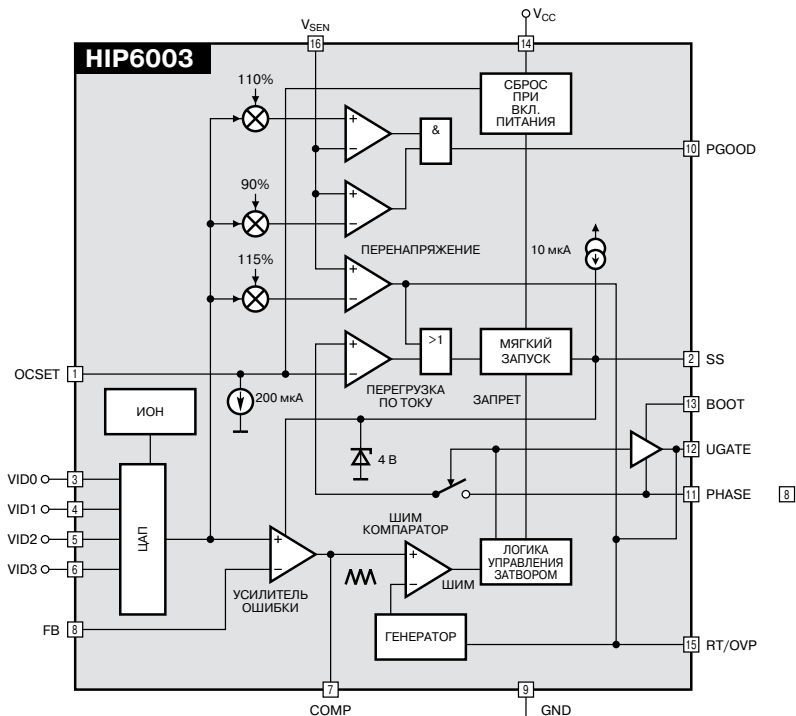 VSEN
VCC
16
14
HIP6003
110%
СБРОС
ПРИ
ВКЛ.
ПИТАНИЯ
+
−
&
10 PGOOD
90%
+
−
ПЕРЕНАПРЯЖЕНИЕ
10 мкА
115%
+
−
>1
МЯГКИЙ
ЗАПУСК
2 SS
+
−
OCSET 1
ПЕРЕГРУЗКА
ПО ТОКУ
ЗАПРЕТ
200 мкА
13 BOOT
ИОН
4 В
12 UGATE
VID0 3
11 PHASE
8
VID1 4
VID2 5
VID3 6
ЦАП
ШИМ
КОМПАРАТОР
+
−
+
−
ШИМ
ЛОГИКА
УПРАВЛЕНИЯ
ЗАТВОРОМ
УСИЛИТЕЛЬ
ОШИБКИ
FB 8
ГЕНЕРАТОР
15 RT/OVP
7
9
COMP
GND